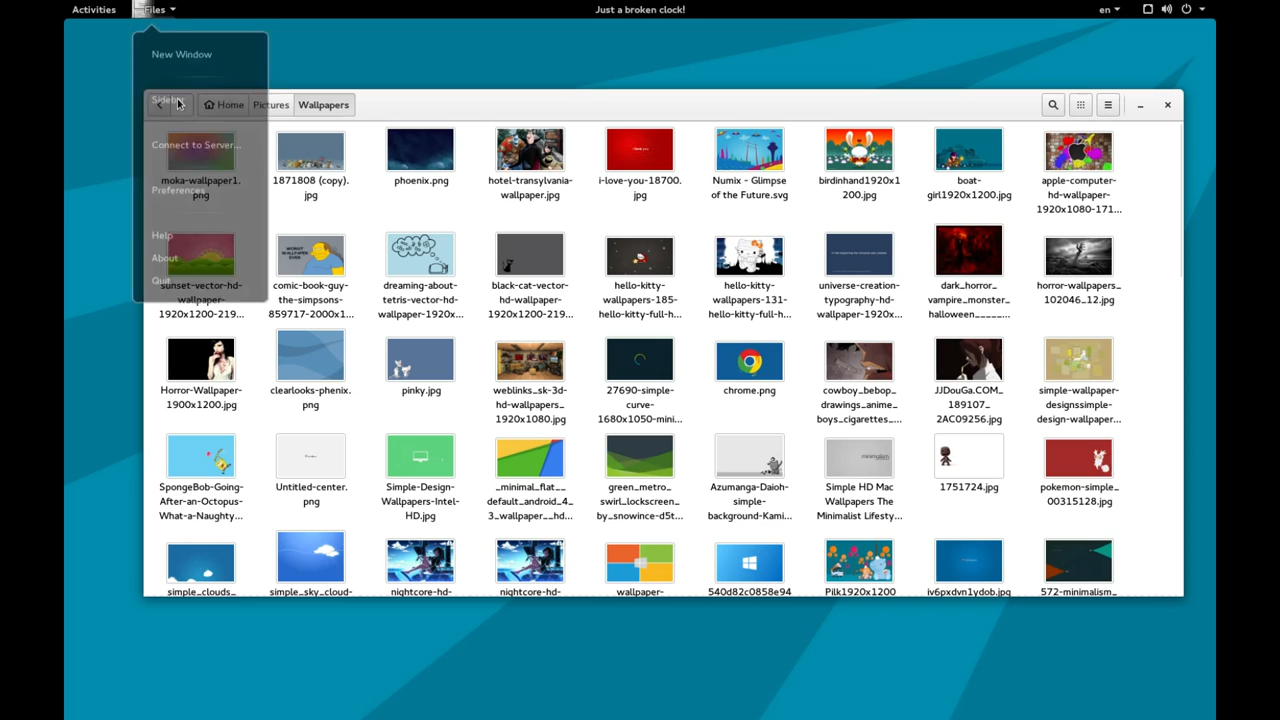 Activities
Files
Just a broken clock!
en
New Window
Sidebar
Connect to Server...
Preferences
Help
About
Quit
Home
Pictures
Wallpapers
moka-wallpaper1.
png
1871808 (copy).
jpg
phoenix.png
hotel-transylvania-
wallpaper.jpg
i-love-you-18700.
jpg
Numix - Glimpse
of the Future.svg
birdinhand1920x1
200.jpg
boat-
girl1920x1200.jpg
apple-computer-
hd-wallpaper-
1920x1080-171...
sunset-vector-hd-
wallpaper-
1920x1200-219...
comic-book-guy-
the-simpsons-
859717-2000x1...
dreaming-about-
tetris-vector-hd-
wallpaper-1920x...
black-cat-vector-
hd-wallpaper-
1920x1200-219...
hello-kitty-
wallpapers-185-
hello-kitty-full-h...
hello-kitty-
wallpapers-131-
hello-kitty-full-h...
universe-creation-
typography-hd-
wallpaper-1920x...
dark_horror_
vampire_monster_
halloween_____...
horror-wallpapers_
102046_12.jpg
Horror-Wallpaper-
1900x1200.jpg
clearlooks-phenix.
png
pinky.jpg
weblinks_sk-3d-
hd-wallpapers_
1920x1080.jpg
27690-simple-
curve-
1680x1050-mini...
chrome.png
cowboy_bebop_
drawings_anime_
boys_cigarettes_...
JJDouGa.COM_
189107_
2AC09256.jpg
simple-wallpaper-
designssimple-
design-wallpaper...
SpongeBob-Going-
After-an-Octopus-
What-a-Naughty...
Untitled-center.
png
Simple-Design-
Wallpapers-Intel-
HD.jpg
_minimal_flat__
default_android_4_
3_wallpaper__hd...
green_metro_
swirl_lockscreen_
by_snowince-d5t...
Azumanga-Daioh-
simple-
background-Kami...
minimalism
Simple HD Mac
Wallpapers The
Minimalist Lifesty...
1751724.jpg
pokemon-simple_
00315128.jpg
simple_clouds_
simple_sky_cloud-
nightcore-hd-
nightcore-hd-
wallpaper-
540d82c0858e94
Pilk1920x1200
iv6pxdvn1ydob.jpg
572-minimalism_